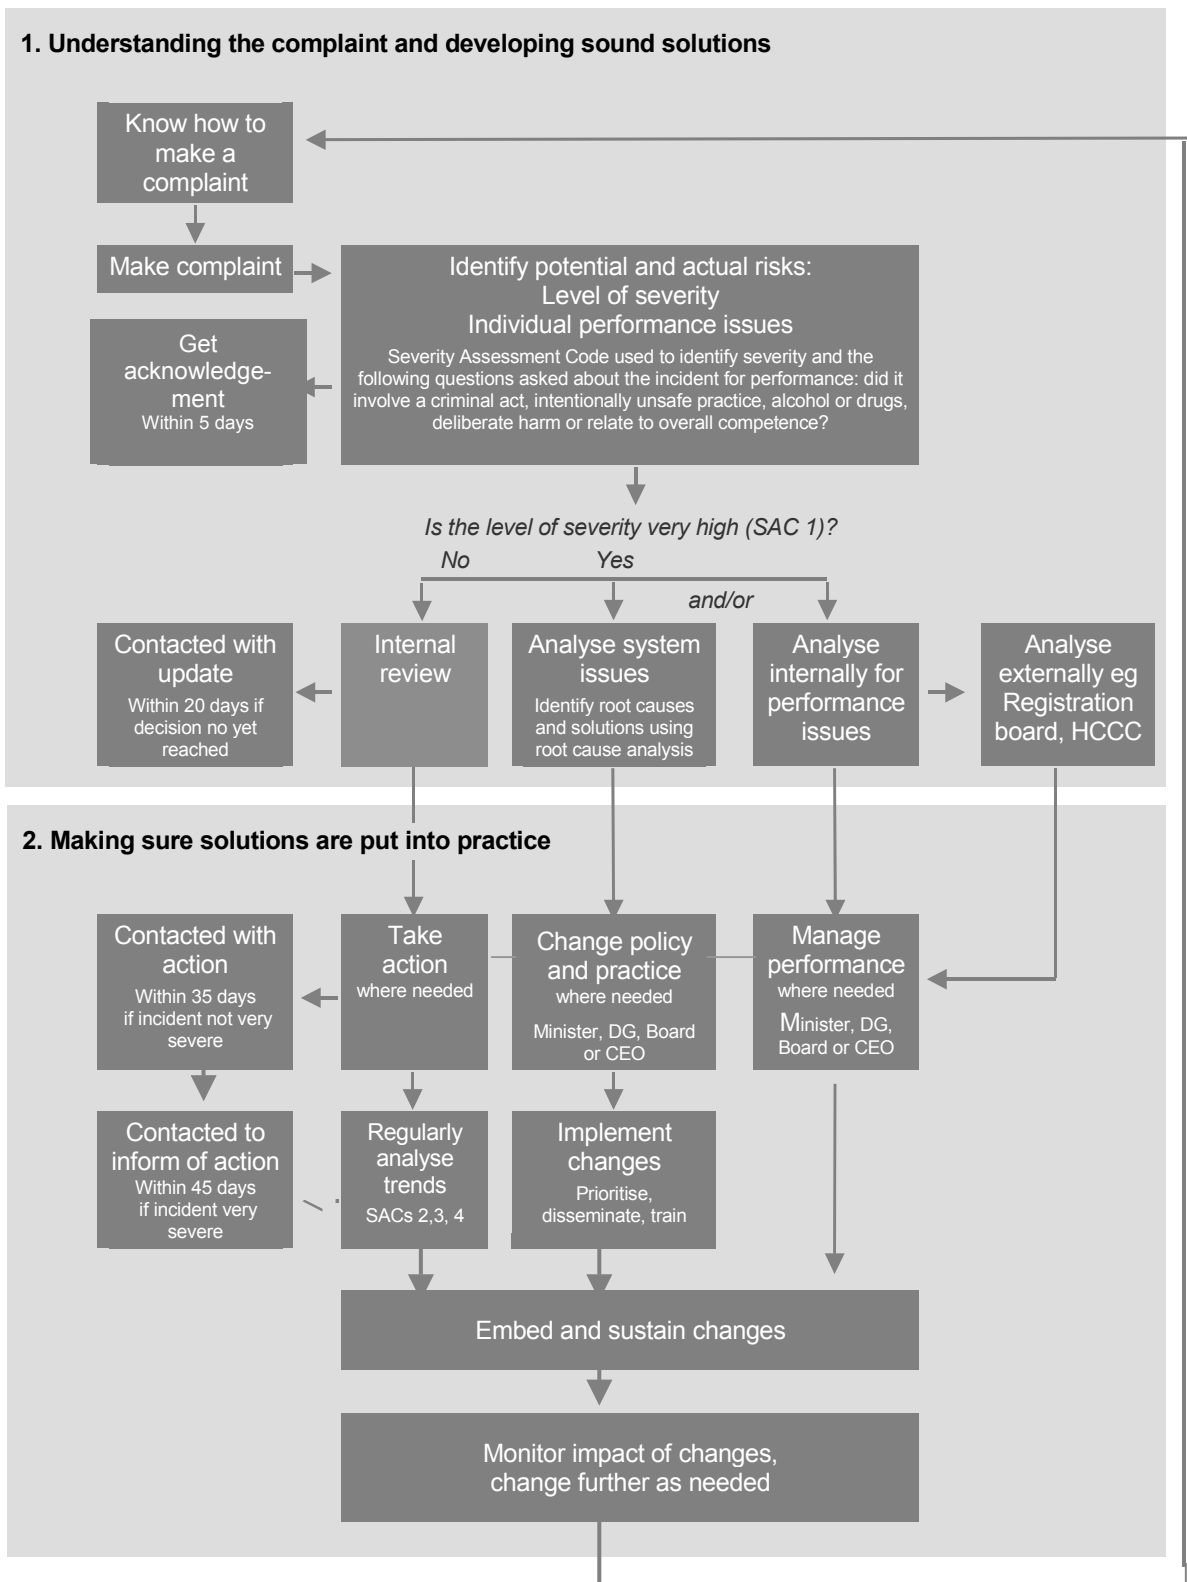 1. Understanding the complaint and developing sound solutions
Know how to
make a
complaint
Make complaint
Identify potential and actual risks:
Level of severity
Individual performance issues
Severity Assessment Code used to identify severity and the
following questions asked about the incident for performance: did it
involve a criminal act, intentionally unsafe practice, alcohol or drugs,
deliberate harm or relate to overall competence?
Get
acknowledge-
ment
Within 5 days
Is the level of severity very high (SAC 1)?
No
Yes
and/or
Contacted with
update
Within 20 days if
decision no yet
reached
Internal
review
Analyse system
issues
Identify root causes
and solutions using
root cause analysis
Analyse
internally for
performance
issues
Analyse
externally eg
Registration
board, HCCC
2. Making sure solutions are put into practice
Contacted with
action
Within 35 days
if incident not very
severe
Take
action
where needed
Change policy
and practice
where needed
Minister, DG, Board
or CEO
Manage
performance
where needed
Minister, DG,
Board or CEO
Contacted to
inform of action
Within 45 days
if incident very
severe
Regularly
analyse
trends
SACs 2,3, 4
Implement
changes
Prioritise,
disseminate, train
Embed and sustain changes
Monitor impact of changes,
change further as needed